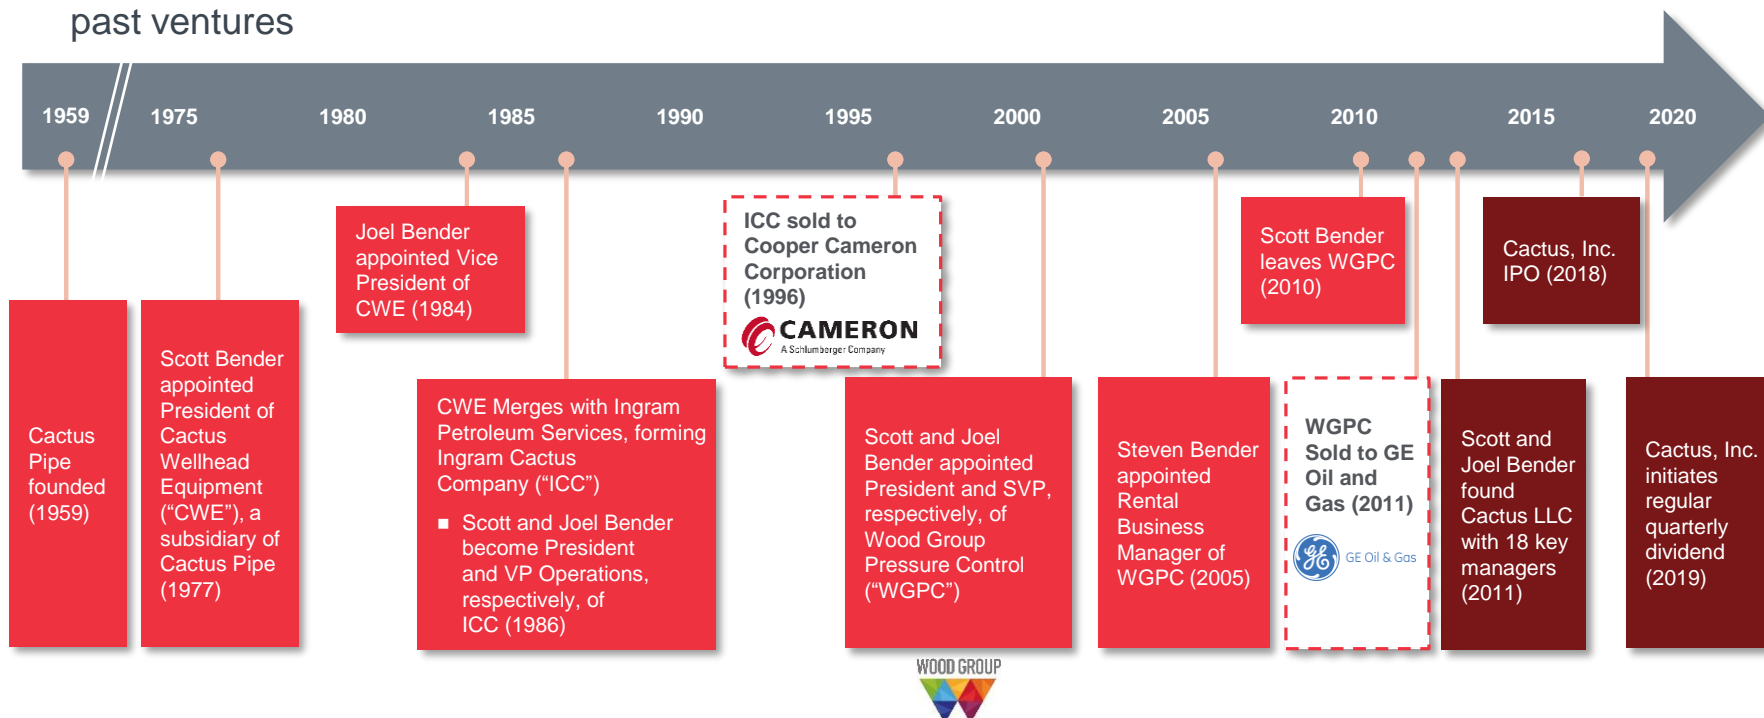 past ventures
1959
1975
1980
1985
1990
1995
2000
2005
2010
2015
2020
Cactus
Pipe
founded
(1959)
Scott Bender
appointed
President of
Cactus
Wellhead
Equipment
(“CWE”), a
subsidiary of
Cactus Pipe
(1977)
Joel Bender
appointed Vice
President of
CWE (1984)
CWE Merges with Ingram
Petroleum Services, forming
Ingram Cactus
Company (“ICC”)
■ Scott and Joel Bender
become President
and VP Operations,
respectively, of
ICC (1986)
ICC sold to
Cooper Cameron
Corporation
(1996)
CAMERON
A Schlumberger Company
Scott and Joel
Bender appointed
President and SVP,
respectively, of
Wood Group
Pressure Control
(“WGPC”)
WOOD GROUP
Steven Bender
appointed
Rental
Business
Manager of
WGPC (2005)
Scott Bender
leaves WGPC
(2010)
WGPC
Sold to GE
Oil and
Gas (2011)
GE GE Oil & Gas
Scott and
Joel Bender
found
Cactus LLC
with 18 key
managers
(2011)
Cactus, Inc.
IPO (2018)
Cactus, Inc.
initiates
regular
quarterly
dividend
(2019)